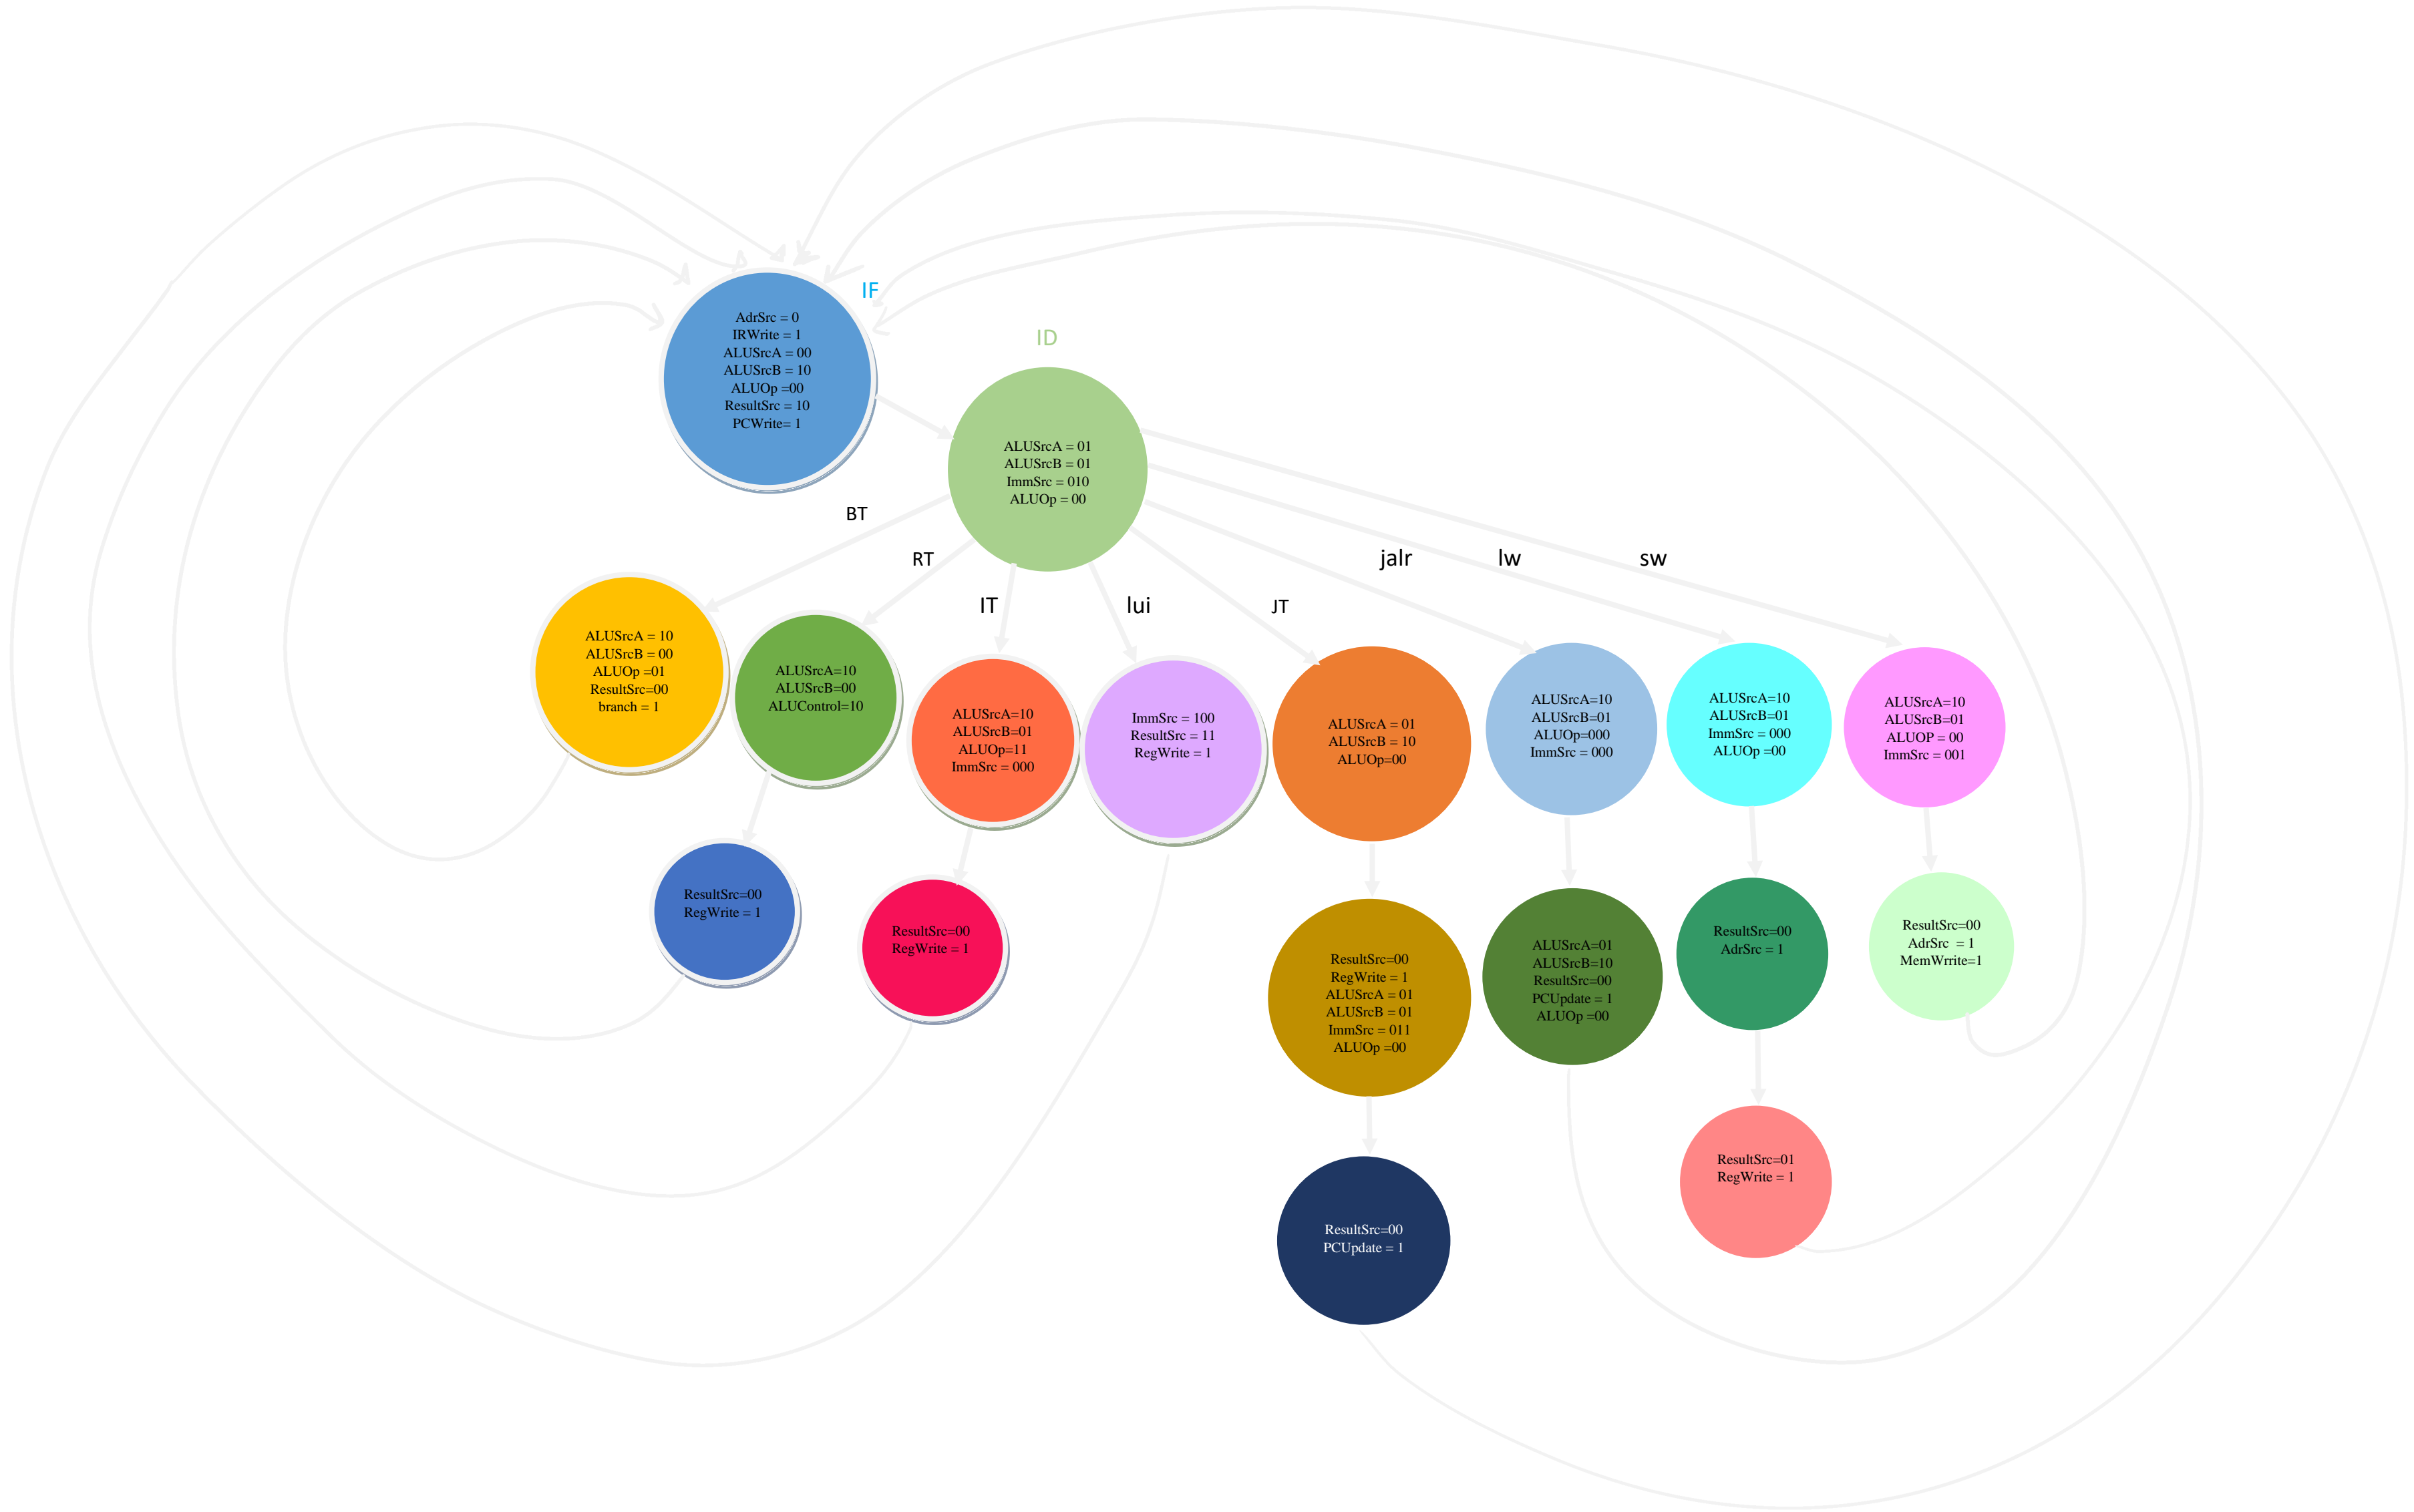 IF
AdrSrc = 0
IRWrite = 1
ALUSrcA = 00
ALUSrcB = 10
ALUOp =00
ResultSrc = 10
PCWrite= 1
ID
ALUSrcA = 01
ALUSrcB = 01
ImmSrc = 010
ALUOp = 00
BT
RT
IT
lui
JT
jalr
lw
sw
ALUSrcA = 10
ALUSrcB = 00
ALUOp =01
ResultSrc=00
branch = 1
ALUSrcA=10
ALUSrcB=00
ALUControl=10
ALUSrcA=10
ALUSrcB=01
ALUOp=11
ImmSrc = 000
ImmSrc = 100
ResultSrc = 11
RegWrite = 1
ALUSrcA = 01
ALUSrcB = 10
ALUOp=00
ALUSrcA=10
ALUSrcB=01
ALUOp=000
ImmSrc = 000
ALUSrcA=10
ALUSrcB=01
ImmSrc = 000
ALUOp =00
ALUSrcA=10
ALUSrcB=01
ALUOP = 00
ImmSrc = 001
ResultSrc=00
RegWrite = 1
ResultSrc=00
RegWrite = 1
ResultSrc=00
RegWrite = 1
ALUSrcA = 01
ALUSrcB = 01
ImmSrc = 011
ALUOp =00
ALUSrcA=01
ALUSrcB=10
ResultSrc=00
PCUpdate = 1
ALUOp =00
ResultSrc=00
AdrSrc = 1
ResultSrc=00
AdrSrc  = 1
MemWrrite=1
ResultSrc=00
PCUpdate = 1
ResultSrc=01
RegWrite = 1